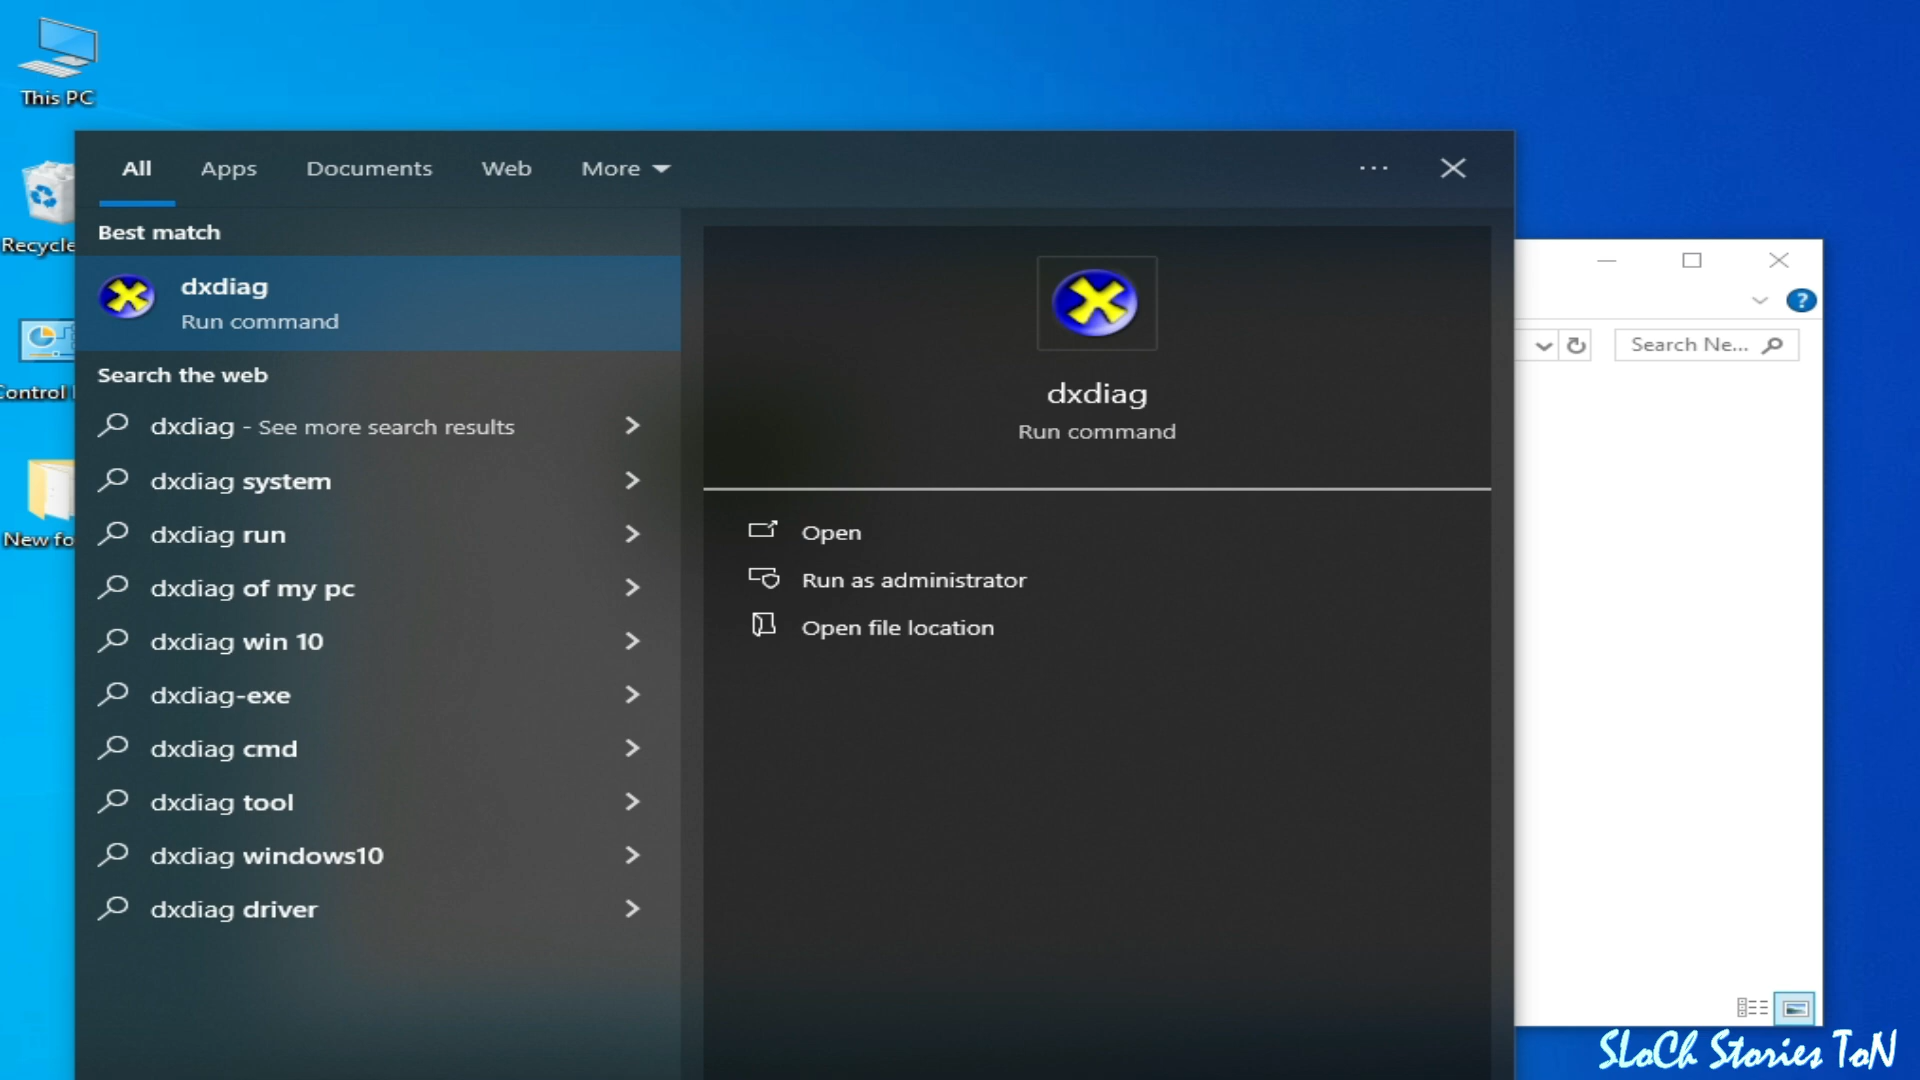 This PC
Recycle
Control
New fo
All Apps Documents Web More
Best match
dxdiag
Run command
Search the web
dxdiag - See more search results
dxdiag system
dxdiag run
dxdiag of my pc
dxdiag win 10
dxdiag-exe
dxdiag cmd
dxdiag tool
dxdiag windows10
dxdiag driver
dxdiag
Run command
Open
Run as administrator
Open file location
Search Ne...
SLoCh Stories ToN